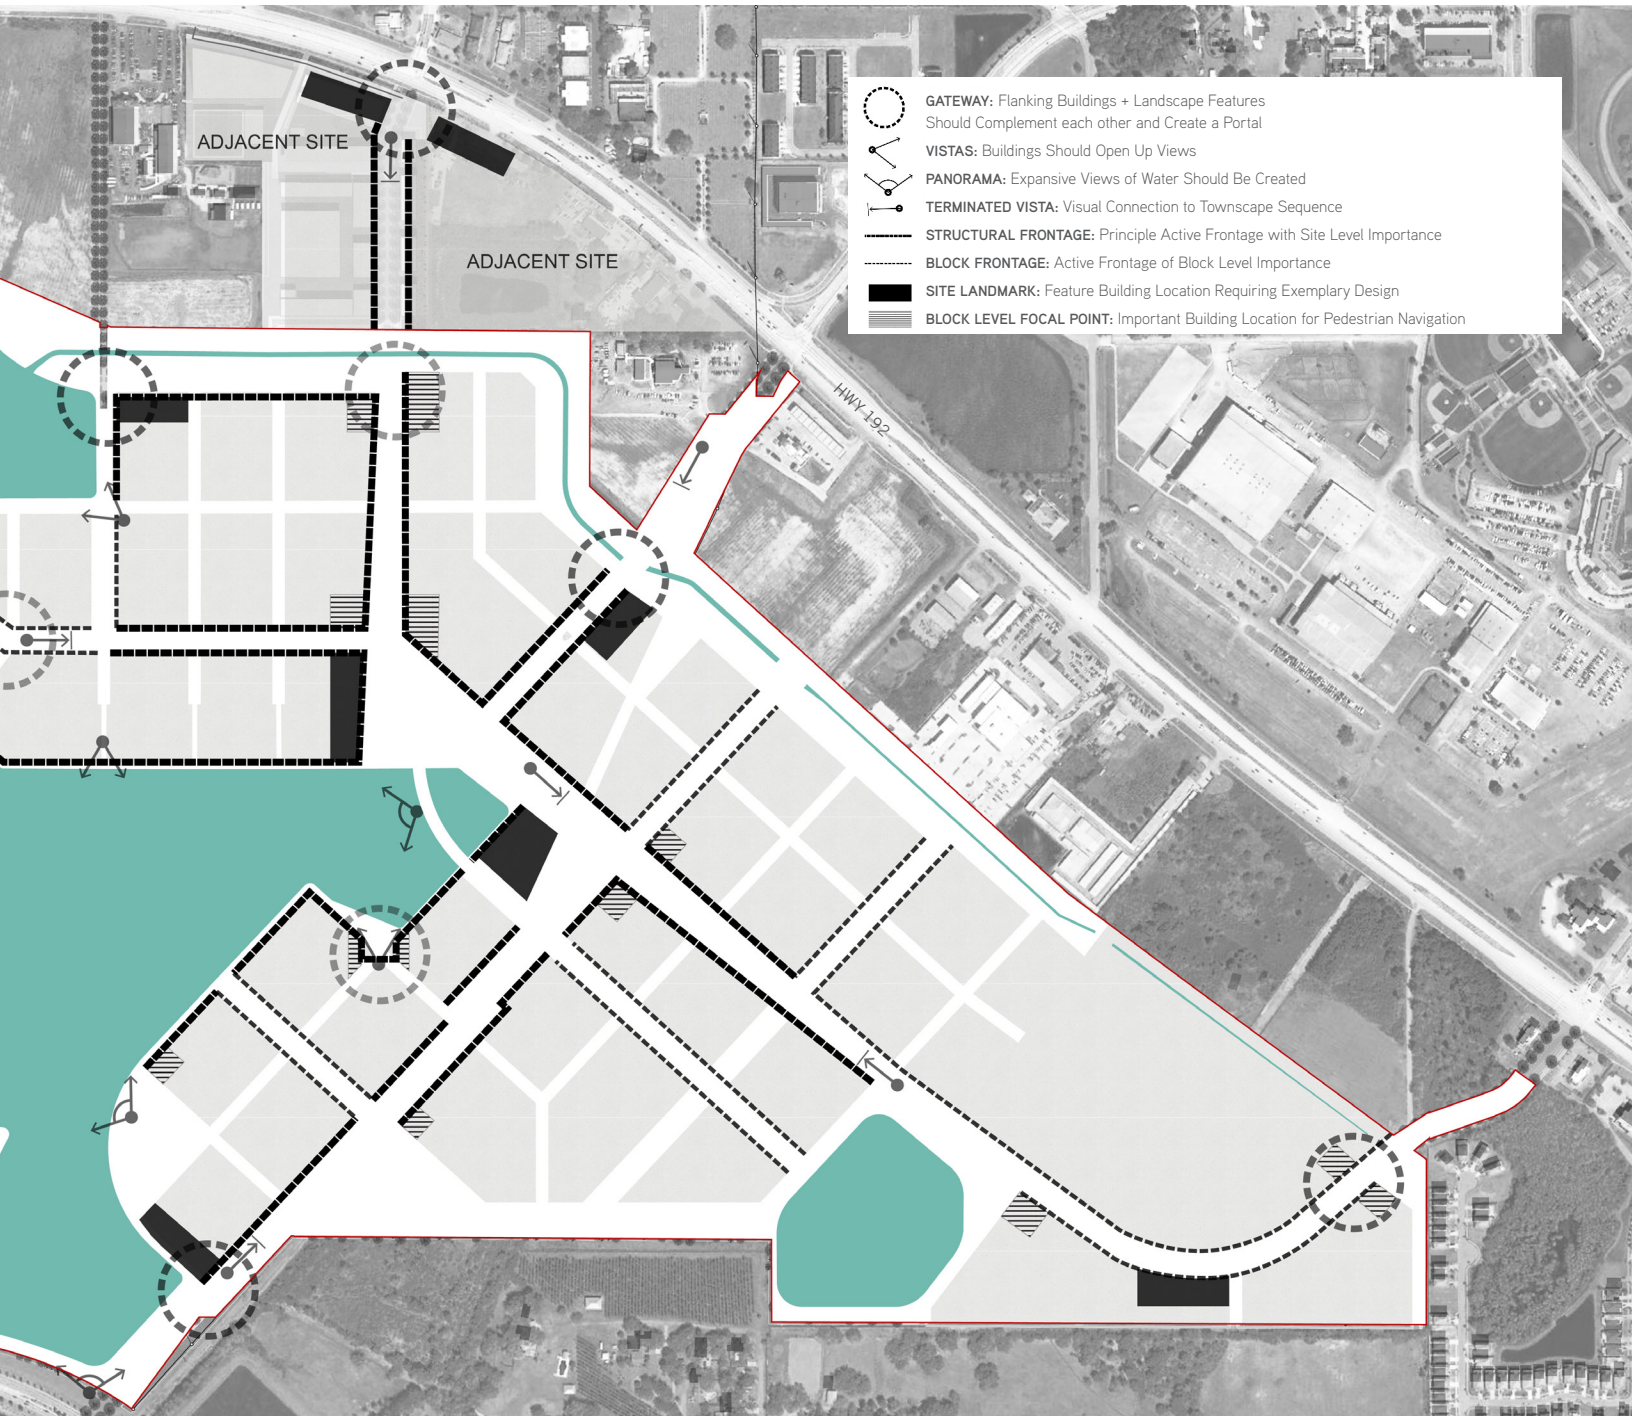 ADJACENT SITE
ADJACENT SITE
HWY 192
GATEWAY: Flanking Buildings + Landscape Features
Should Complement each other and Create a Portal
VISTAS: Buildings Should Open Up Views
PANORAMA: Expansive Views of Water Should Be Created
TERMINATED VISTA: Visual Connection to Townscape Sequence
STRUCTURAL FRONTAGE: Principle Active Frontage with Site Level Importance
BLOCK FRONTAGE: Active Frontage of Block Level Importance
SITE LANDMARK: Feature Building Location Requiring Exemplary Design
BLOCK LEVEL FOCAL POINT: Important Building Location for Pedestrian Navigation